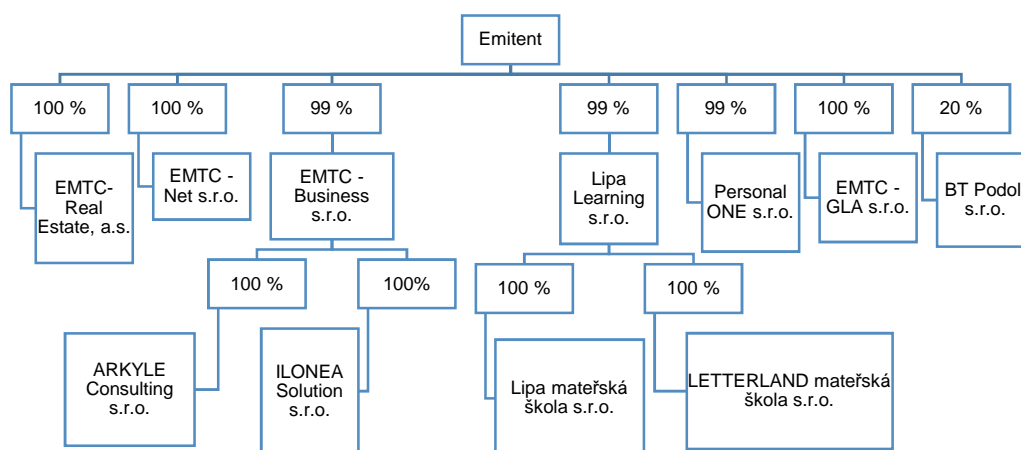 Emitent
100 %
100 %
99 %
99 %
99 %
100 %
20 %
EMTC-
Real
Estate, a.s.
EMTC -
Net s.r.o.
EMTC -
Business
s.r.o.
Lipa
Learning
s.r.o.
Personal
ONE s.r.o.
EMTC -
GLA s.r.o.
BT Podol
s.r.o.
100 %
100%
100 %
100 %
ARKYLE
Consulting
s.r.o.
ILONEA
Solution
s.r.o.
Lipa mateřská
škola s.r.o.
LETTERLAND mateřská
škola s.r.o.